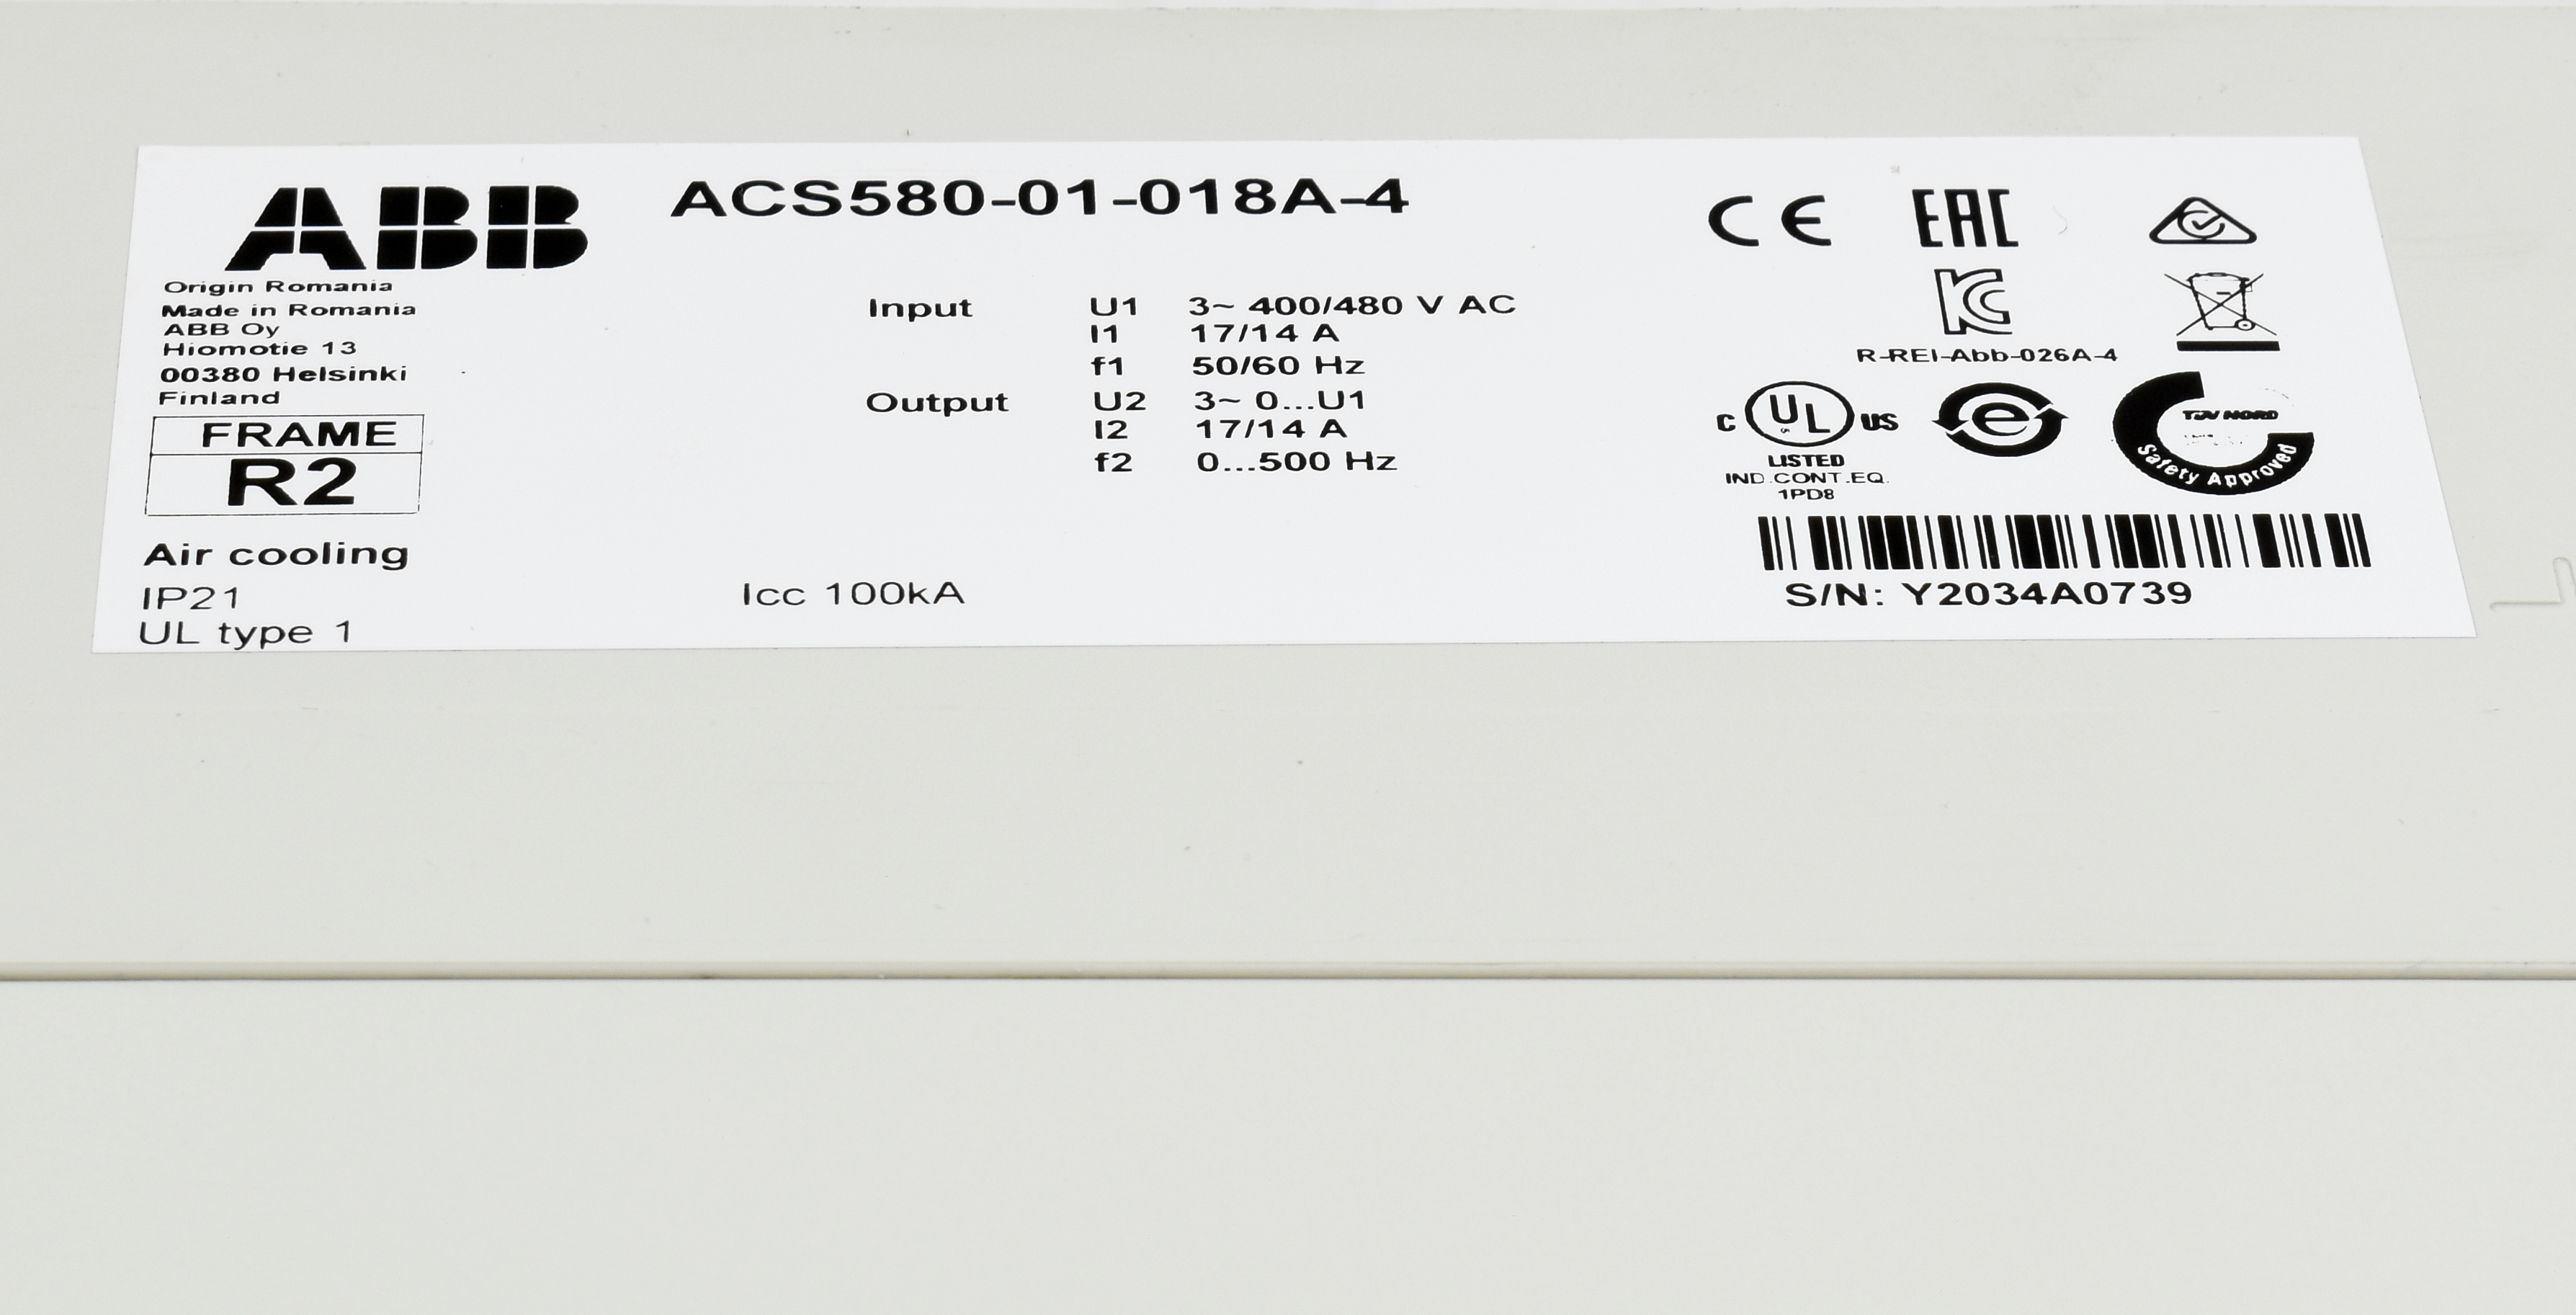 ABB
ACS580-01-018A-4
Origin Romania
Made in Romania
ABB Oy
Hiomotie 13
00380 Helsinki
Finland
FRAME
R2
Air cooling
IP21
UL type 1
Input U1 3~ 400/480 V AC
I1 17/14 A
f1 50/60 Hz
Output U2 3~ 0...U1
I2 17/14 A
f2 0...500 Hz
Icc 100kA
CE EAC
KC
R-REI-Abb-026A-4
C UL US
LISTED
IND.CONT.EQ.
1PD8
e
TÜV NORD
Safety Approved
S/N: Y2034A0739